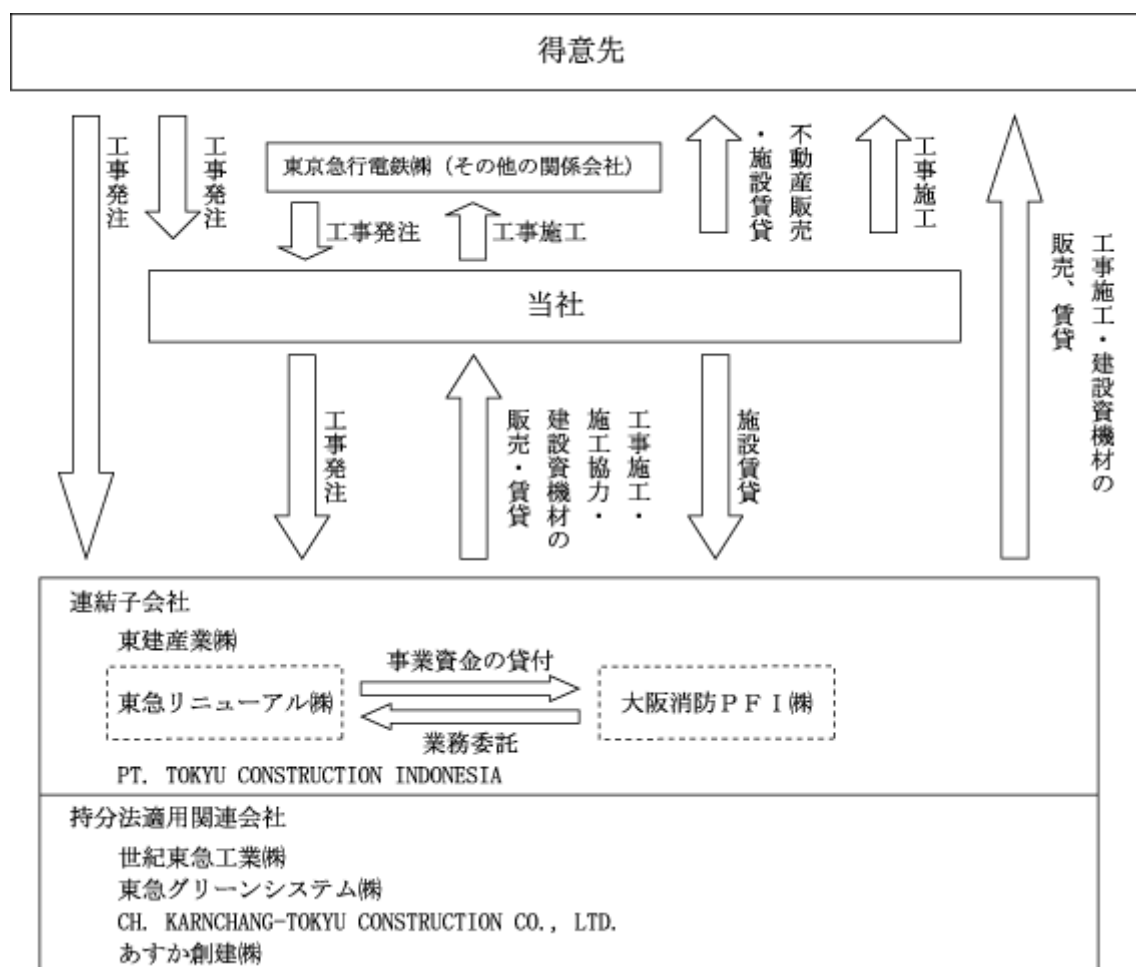 得意先
工事発注
工事発注
東京急行電鉄㈱（その他の関係会社）
工事発注
工事施工
不動産販売
・施設賃貸
工事施工
工事施工・建設資機材の
販売、賃貸
当社
工事発注
工事施工・
施工協力・
建設資機材の
販売・賃貸
施設賃貸
連結子会社
東建産業㈱
東急リニューアル㈱
事業資金の貸付
業務委託
大阪消防ＰＦＩ㈱
PT. TOKYU CONSTRUCTION INDONESIA
持分法適用関連会社
世紀東急工業㈱
東急グリーンシステム㈱
CH. KARNCHANG-TOKYU CONSTRUCTION CO., LTD.
あすか創建㈱